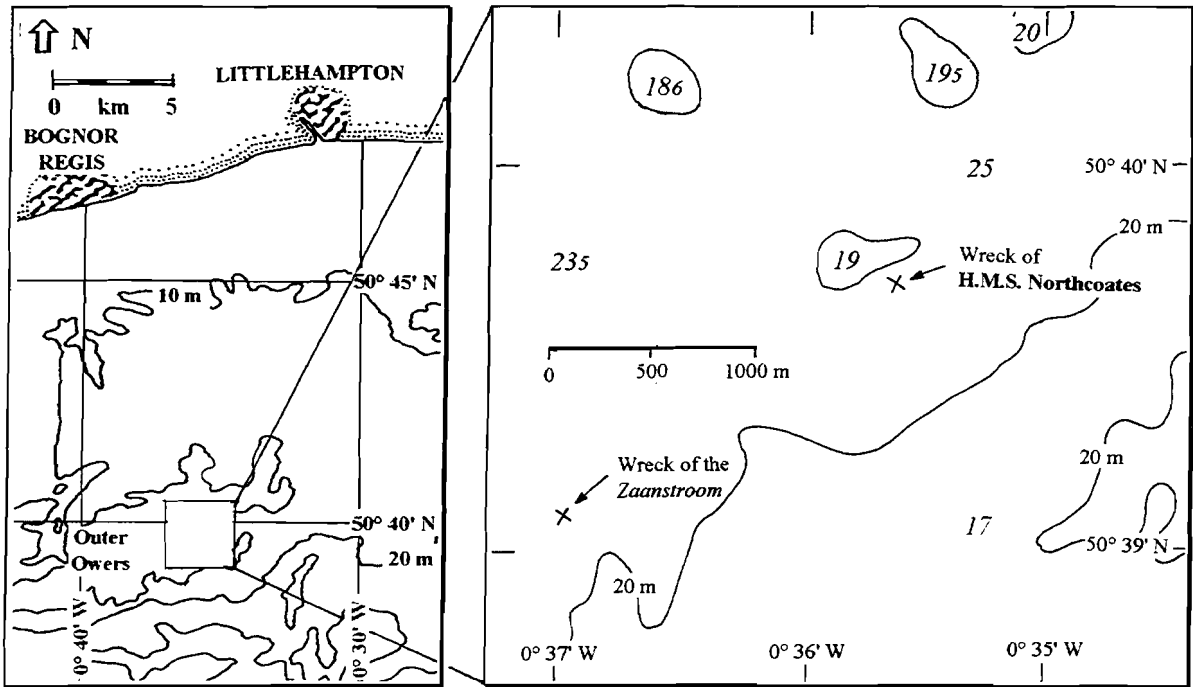 N
0 km 5
LITTLEHAMPTON
BOGNOR
REGIS
50° 45' N
10 m
50° 40' N
Outer
Owers
20 m
0° 40' W
0° 30' W
20
186
195
25
50° 40' N
20 m
19
235
Wreck of
H.M.S. Northcoates
0 500 1000 m
Wreck of the
Zaanstroom
20 m
17
50° 39' N
20 m
0° 37' W
0° 36' W
0° 35' W